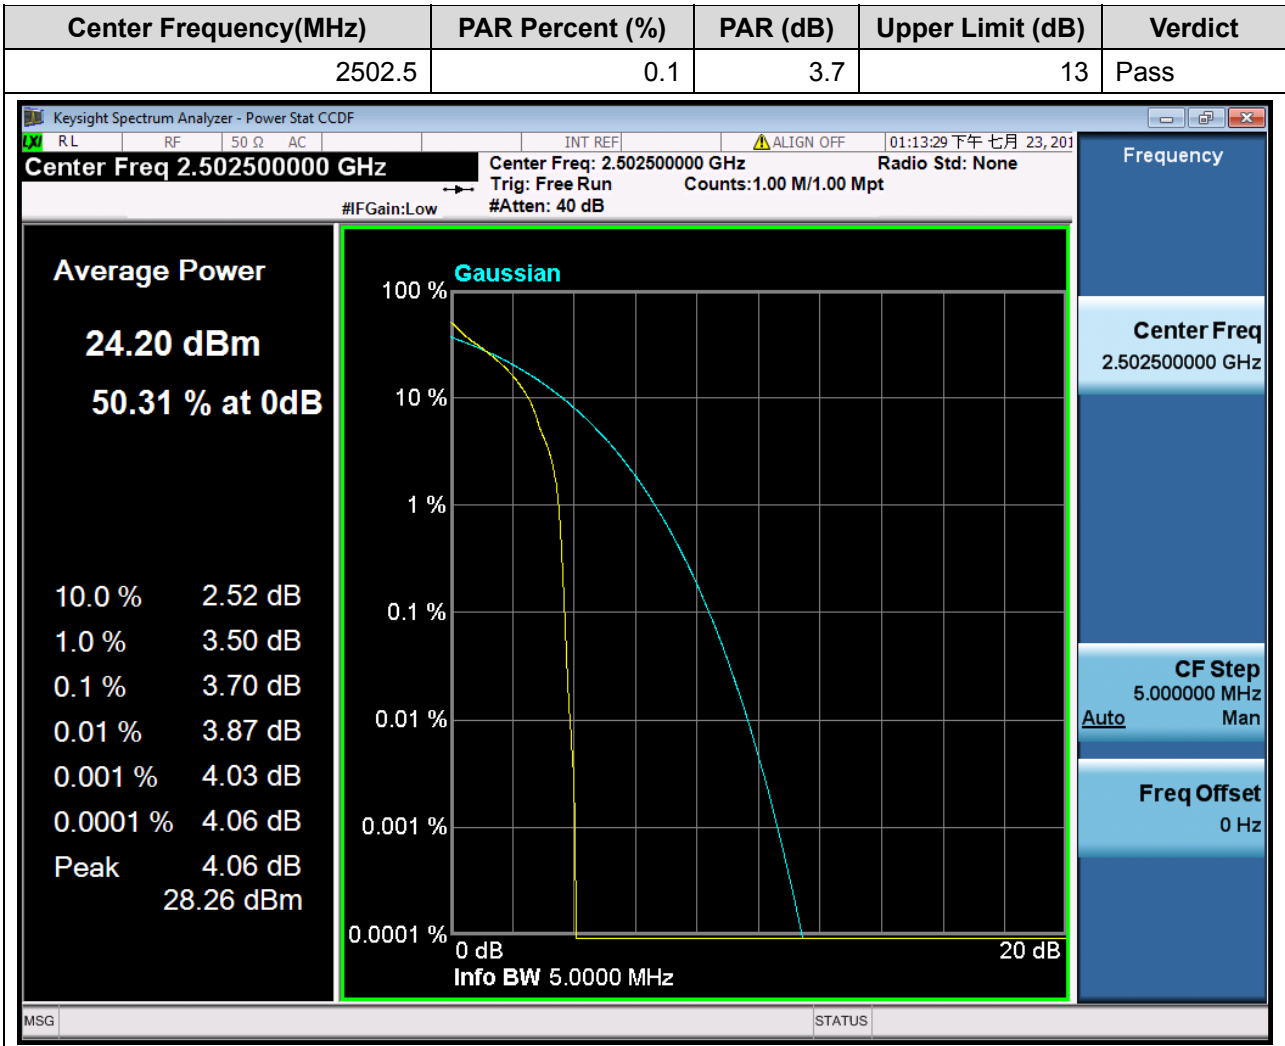 Center Frequency(MHz) PAR Percent (%) PAR (dB) Upper Limit (dB) Verdict
2502.5 0.1 3.7 13 Pass
Keysight Spectrum Analyzer - Power Stat CCDF
LXI RL RF 50 Ω AC INT REF ALIGN OFF 01:13:29 下午 七月 23, 201
Center Freq 2.502500000 GHz
Center Freq: 2.502500000 GHz Radio Std: None
Trig: Free Run Counts:1.00 M/1.00 Mpt
#IFGain:Low #Atten: 40 dB
Frequency
Average Power
24.20 dBm
50.31 % at 0dB
10.0 % 2.52 dB
1.0 % 3.50 dB
0.1 % 3.70 dB
0.01 % 3.87 dB
0.001 % 4.03 dB
0.0001 % 4.06 dB
Peak 4.06 dB
28.26 dBm
Gaussian
100 %
10 %
1 %
0.1 %
0.01 %
0.001 %
0.0001 %
0 dB 20 dB
Info BW 5.0000 MHz
Center Freq
2.502500000 GHz
CF Step
5.000000 MHz
Auto Man
Freq Offset
0 Hz
MSG STATUS